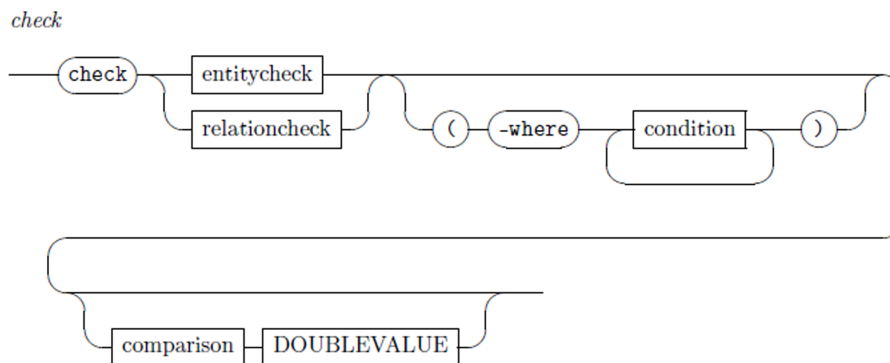 check
check entitycheck
relationcheck ( -where condition )
comparison DOUBLEVALUE